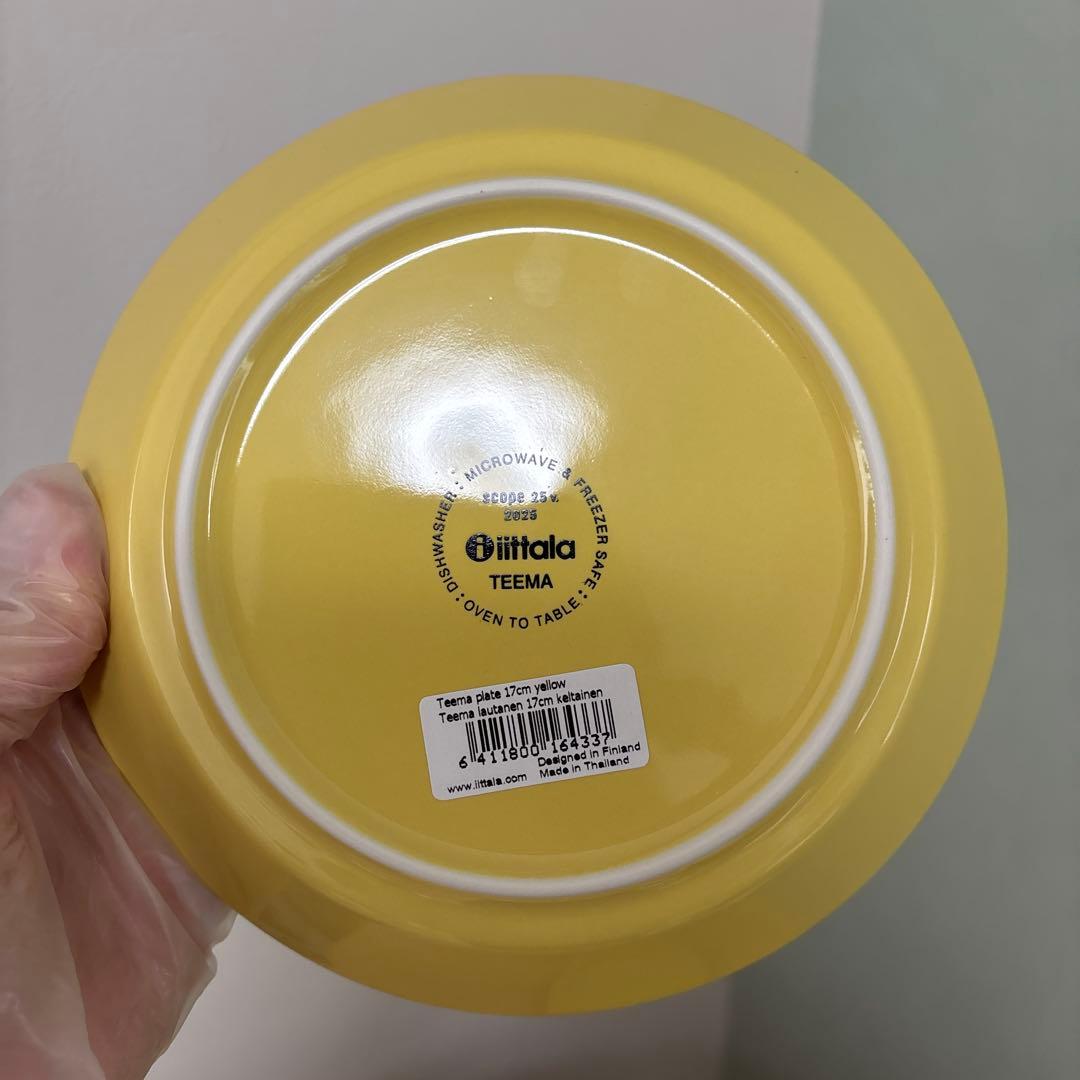 DISHWASHER : MICROWAVE & FREEZER SAFE :
scope 25v.
2025
iittala
TEEMA
: OVEN TO TABLE :
Teema plate 17cm yellow
Teema lautanen 17cm keltainen
6 411800 164337
Designed in Finland
www.iittala.com Made in Thailand